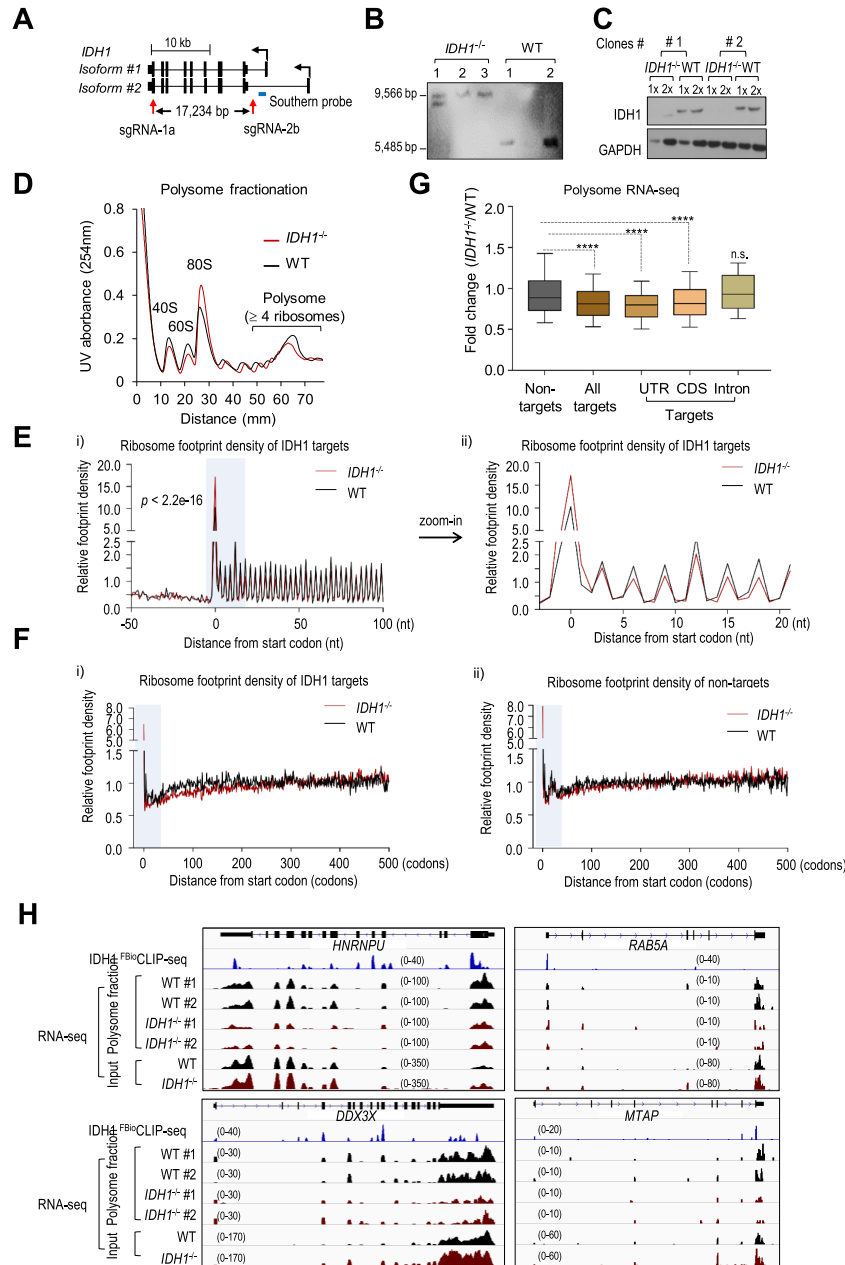 A
10 kb
IDH1
Isoform #1
Isoform #2
Southern probe
17,234 bp
sgRNA-1a
sgRNA-2b
B
IDH1-/-
WT
1 2 3 1 2
9,566 bp
5,485 bp
C
Clones #
# 1
# 2
IDH1-/- WT IDH1-/- WT
1x 2x 1x 2x 1x 2x 1x 2x
IDH1
GAPDH
D
Polysome fractionation
UV aborbance (254nm)
0.8
0.6
0.4
0.2
0
IDH1-/-
WT
80S
40S
60S
Polysome
(≥ 4 ribosomes)
0 10 20 30 40 50 60 70
Distance (mm)
G
Polysome RNA-seq
Fold change (IDH1-/-/WT)
2.0
1.5
1.0
0.5
0.0
****
****
****
n.s.
Non-targets
All targets
UTR CDS Intron
Targets
E
i)
Ribosome footprint density of IDH1 targets
Relative footprint density
20.0
15.0
10.0
5.0
2.5
2.0
1.5
1.0
0.5
0.0
p < 2.2e-16
IDH1-/-
WT
-50 0 50 100 (nt)
Distance from start codon (nt)
zoom-in
ii)
Ribosome footprint density of IDH1 targets
Relative footprint density
20.0
15.0
10.0
5.0
2.5
2.0
1.5
1.0
0.5
0.0
IDH1-/-
WT
0 5 10 15 20 (nt)
Distance from start codon (nt)
F
i)
Ribosome footprint density of IDH1 targets
Relative footprint density
8.0
7.0
6.0
5.0
1.5
1.0
0.5
0.0
IDH1-/-
WT
0 100 200 300 400 500 (codons)
Distance from start codon (codons)
ii)
Ribosome footprint density of non-targets
Relative footprint density
8.0
7.0
6.0
5.0
1.5
1.0
0.5
0.0
IDH1-/-
WT
0 100 200 300 400 500 (codons)
Distance from start codon (codons)
H
HNRNPU
RAB5A
IDH1 FBioCLIP-seq
(0-40)
(0-40)
RNA-seq
Polysome fraction
Input
WT #1
(0-100)
(0-10)
WT #2
(0-100)
(0-10)
IDH1-/- #1
(0-100)
(0-10)
IDH1-/- #2
(0-100)
(0-10)
WT
(0-350)
(0-80)
IDH1-/-
(0-350)
(0-80)
DDX3X
MTAP
IDH1 FBioCLIP-seq
(0-40)
(0-20)
RNA-seq
Polysome fraction
Input
WT #1
(0-30)
(0-10)
WT #2
(0-30)
(0-10)
IDH1-/- #1
(0-30)
(0-10)
IDH1-/- #2
(0-30)
(0-10)
WT
(0-170)
(0-60)
IDH1-/-
(0-170)
(0-60)